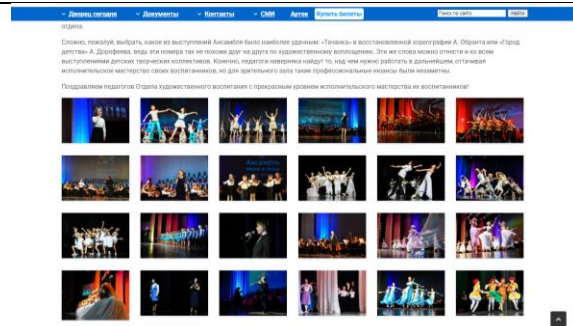 Дворец сегодня Документы Контакты СМИ Артек Купить билеты Поиск по сайту Найти
отдела.
Сложно, пожалуй, выбрать, какое из выступлений Ансамбля было наиболее удачным: «Тачанка» в восстановленной хореографии А. Обранта или «Город
детства» А. Дорофеева, ведь эти номера так не похожи друг на друга по художественному воплощению. Эти же слова можно отнести и ко всем
выступлениями детских творческих коллективов. Конечно, педагоги наверняка найдут то, над чем нужно работать в дальнейшем, оттачивая
исполнительское мастерство своих воспитанников, но для зрительного зала такие профессиональные нюансы были незаметны.
Поздравляем педагогов Отдела художественного воспитания с прекрасным уровнем исполнительского мастерства их воспитанников!